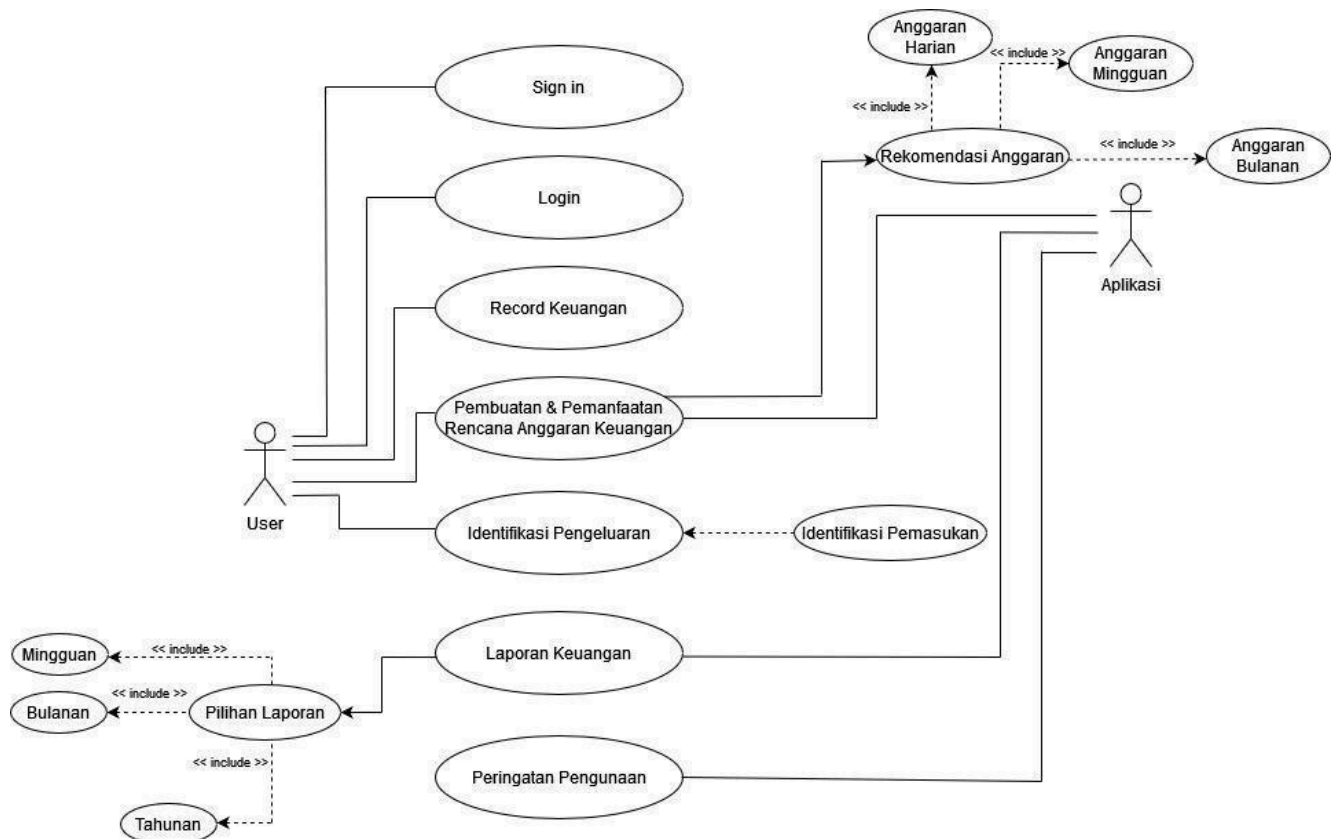 Anggaran
Harian
<< include >>
Anggaran
Mingguan
Sign in
<< include >>
Rekomendasi Anggaran
<< include >>
Anggaran
Bulanan
Login
Aplikasi
Record Keuangan
Pembuatan & Pemanfaatan
Rencana Anggaran Keuangan
User
Identifikasi Pengeluaran
Identifikasi Pemasukan
Mingguan
<< include >>
Laporan Keuangan
Bulanan
<< include >>
Pilihan Laporan
<< include >>
Peringatan Pengunaan
Tahunan